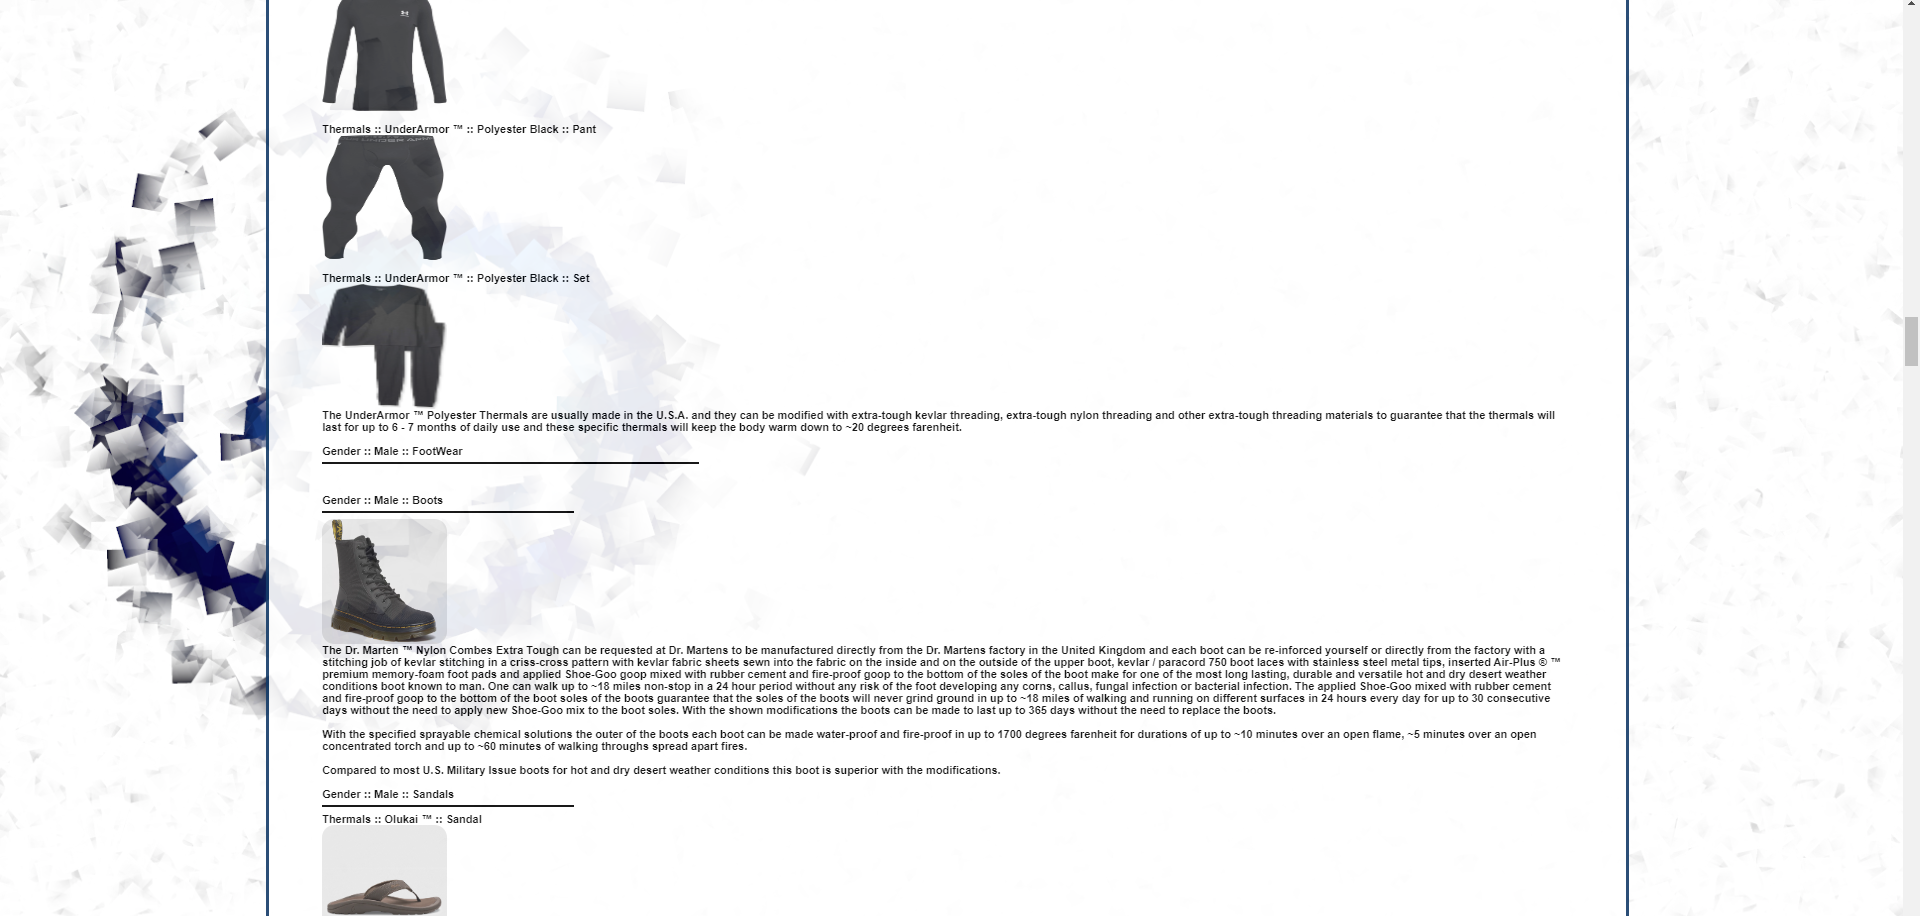 Thermals :: UnderArmor ™ :: Polyester Black :: Pant
Thermals :: UnderArmor ™ :: Polyester Black :: Set
The UnderArmor ™ Polyester Thermals are usually made in the U.S.A. and they can be modified with extra-tough kevlar threading, extra-tough nylon threading and other extra-tough threading materials to guarantee that the thermals will
last for up to 6 - 7 months of daily use and these specific thermals will keep the body warm down to ~20 degrees farenheit.
Gender :: Male :: FootWear
Gender :: Male :: Boots
The Dr. Marten ™ Nylon Combes Extra Tough can be requested at Dr. Martens to be manufactured directly from the Dr. Martens factory in the United Kingdom and each boot can be re-inforced yourself or directly from the factory with a
stitching job of kevlar stitching in a criss-cross pattern with kevlar fabric sheets sewn into the fabric on the inside and on the outside of the upper boot, kevlar / paracord 750 boot laces with stainless steel metal tips, inserted Air-Plus ® ™
premium memory-foam foot pads and applied Shoe-Goo goop mixed with rubber cement and fire-proof goop to the bottom of the soles of the boot make for one of the most long lasting, durable and versatile hot and dry desert weather
conditions boot known to man. One can walk up to ~18 miles non-stop in a 24 hour period without any risk of the foot developing any corns, callus, fungal infection or bacterial infection. The applied Shoe-Goo mixed with rubber cement
and fire-proof goop to the bottom of the boot soles of the boots guarantee that the soles of the boots will never grind ground in up to ~18 miles of walking and running on different surfaces in 24 hours every day for up to 30 consecutive
days without the need to apply new Shoe-Goo mix to the boot soles. With the shown modifications the boots can be made to last up to 365 days without the need to replace the boots.
With the specified sprayable chemical solutions the outer of the boots each boot can be made water-proof and fire-proof in up to 1700 degrees farenheit for durations of up to ~10 minutes over an open flame, ~5 minutes over an open
concentrated torch and up to ~60 minutes of walking throughs spread apart fires.
Compared to most U.S. Military Issue boots for hot and dry desert weather conditions this boot is superior with the modifications.
Gender :: Male :: Sandals
Thermals :: Olukai ™ :: Sandal